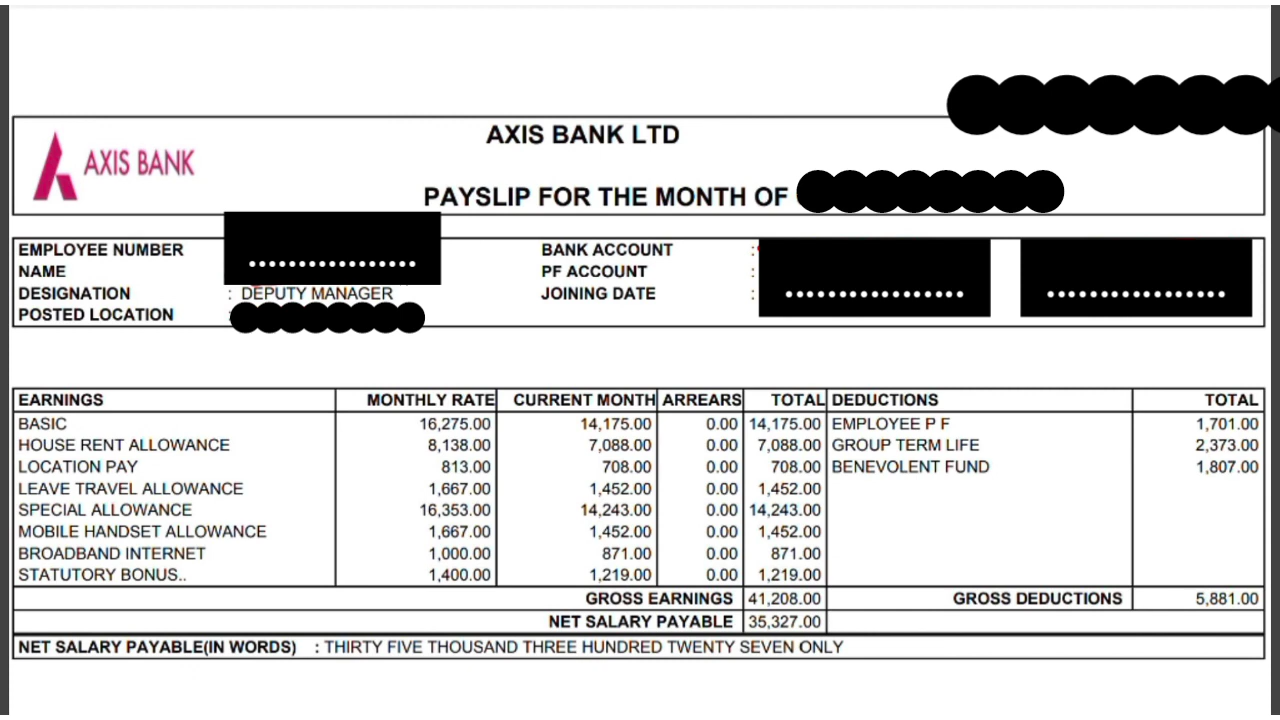 AXIS BANK
AXIS BANK LTD
PAYSLIP FOR THE MONTH OF
EMPLOYEE NUMBER
NAME
DESIGNATION : DEPUTY MANAGER
POSTED LOCATION
BANK ACCOUNT :
PF ACCOUNT :
JOINING DATE :
EARNINGS MONTHLY RATE CURRENT MONTH ARREARS TOTAL DEDUCTIONS TOTAL
BASIC 16,275.00 14,175.00 0.00 14,175.00 EMPLOYEE P F 1,701.00
HOUSE RENT ALLOWANCE 8,138.00 7,088.00 0.00 7,088.00 GROUP TERM LIFE 2,373.00
LOCATION PAY 813.00 708.00 0.00 708.00 BENEVOLENT FUND 1,807.00
LEAVE TRAVEL ALLOWANCE 1,667.00 1,452.00 0.00 1,452.00
SPECIAL ALLOWANCE 16,353.00 14,243.00 0.00 14,243.00
MOBILE HANDSET ALLOWANCE 1,667.00 1,452.00 0.00 1,452.00
BROADBAND INTERNET 1,000.00 871.00 0.00 871.00
STATUTORY BONUS.. 1,400.00 1,219.00 0.00 1,219.00
GROSS EARNINGS 41,208.00 GROSS DEDUCTIONS 5,881.00
NET SALARY PAYABLE 35,327.00
NET SALARY PAYABLE(IN WORDS) : THIRTY FIVE THOUSAND THREE HUNDRED TWENTY SEVEN ONLY